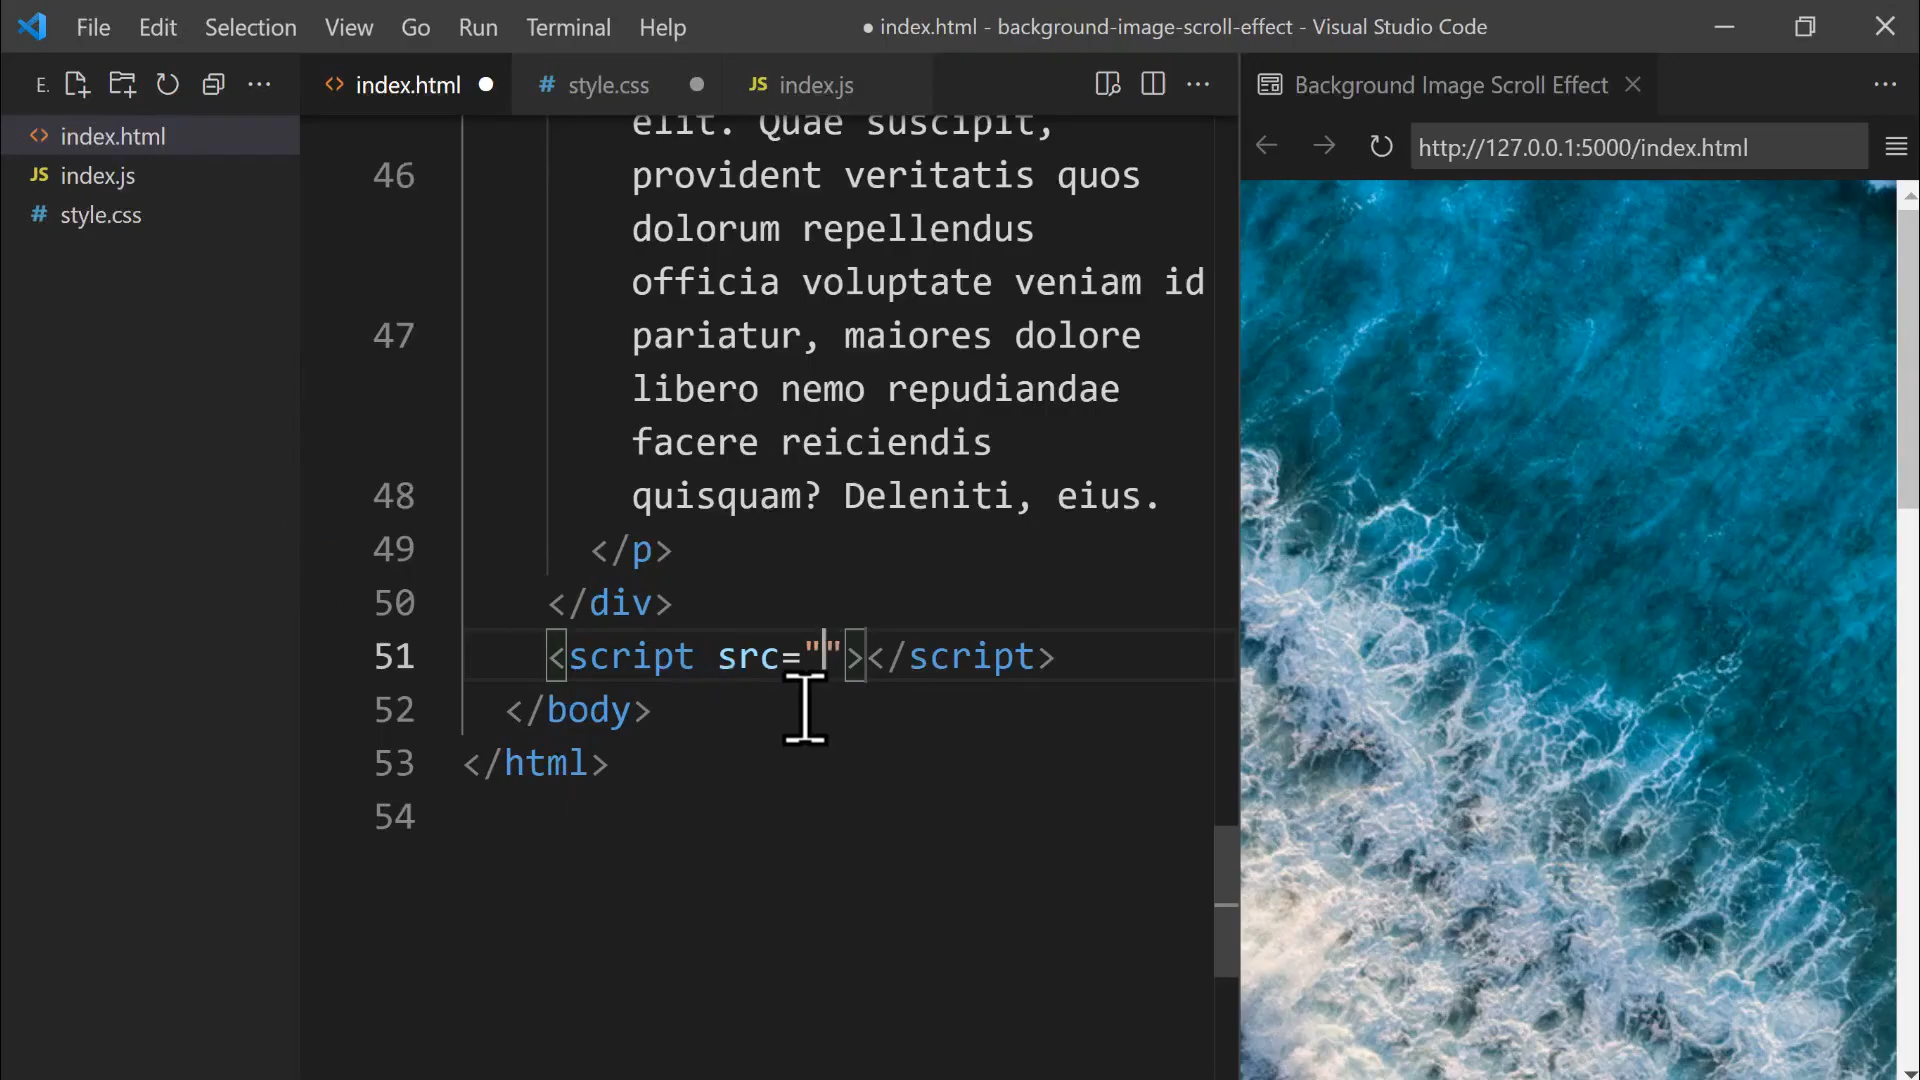 File Edit Selection View Go Run Terminal Help ● index.html - background-image-scroll-effect - Visual Studio Code
E. ··· <> index.html ● # style.css ● JS index.js ··· Background Image Scroll Effect ···
http://127.0.0.1:5000/index.html
<> index.html
JS index.js
# style.css
elit. Quae suscipit,
46 provident veritatis quos
dolorum repellendus
officia voluptate veniam id
47 pariatur, maiores dolore
libero nemo repudiandae
facere reiciendis
48 quisquam? Deleniti, eius.
49 </p>
50 </div>
51 <script src=""></script>
52 </body>
53 </html>
54